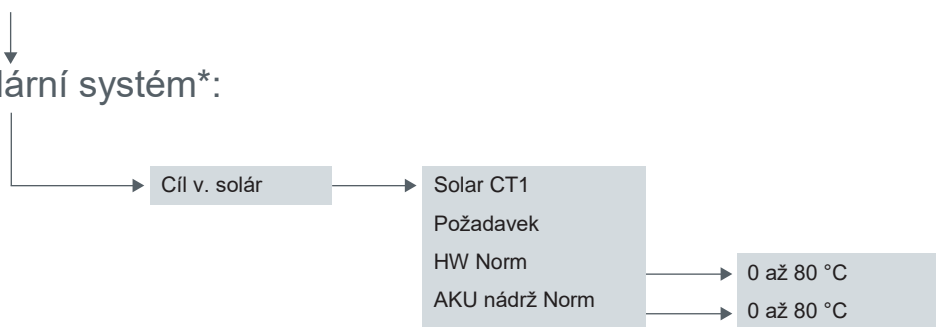 lární systém*:
Cíl v. solár
Solar CT1
Požadavek
HW Norm
AKU nádrž Norm
0 až 80 °C
0 až 80 °C